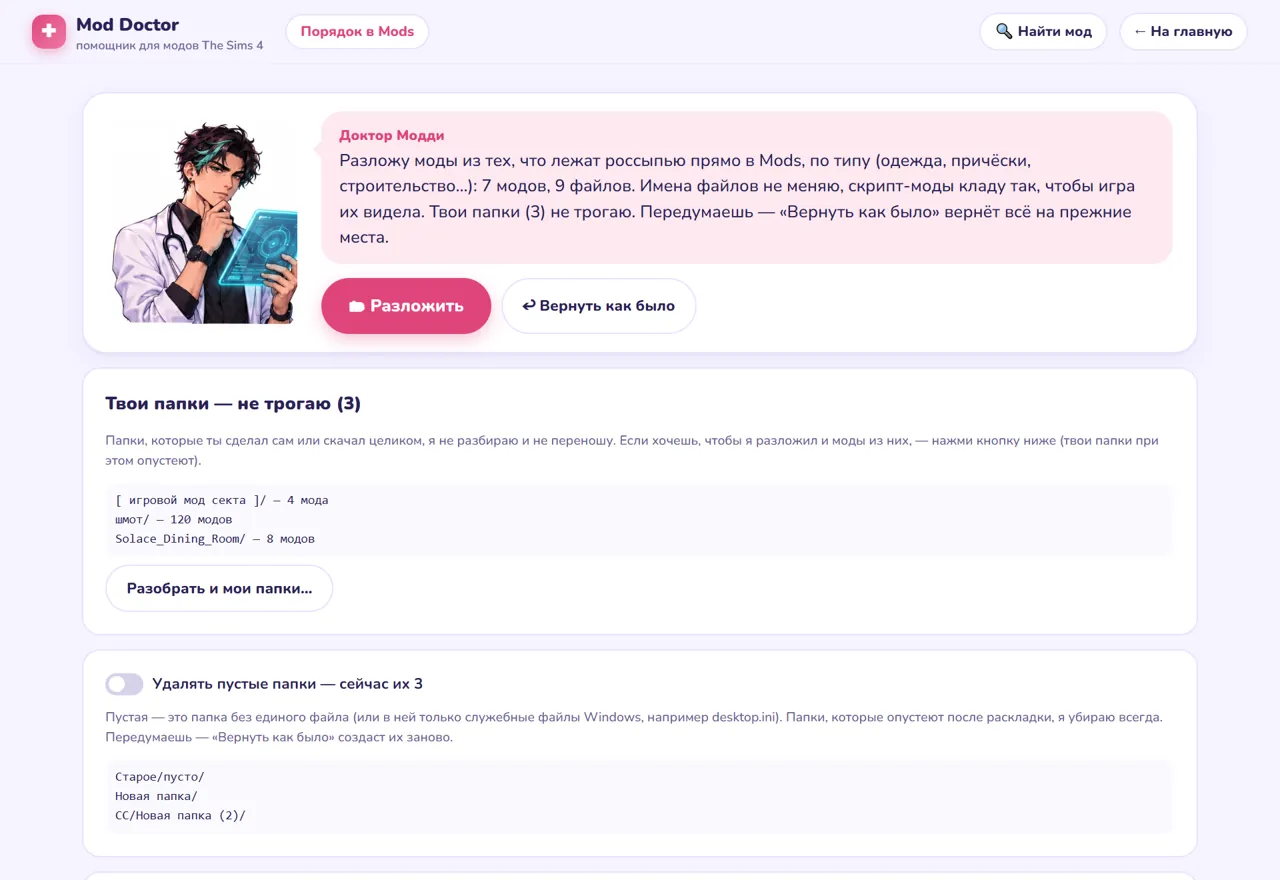 Mod Doctor
помощник для модов The Sims 4
Порядок в Mods
Найти мод
← На главную
Доктор Модди
Разложу моды из тех, что лежат россыпью прямо в Mods, по типу (одежда, причёски,
строительство…): 7 модов, 9 файлов. Имена файлов не меняю, скрипт-моды кладу так, чтобы игра
их видела. Твои папки (3) не трогаю. Передумаешь — «Вернуть как было» вернёт всё на прежние
места.
Разложить
↩ Вернуть как было
Твои папки — не трогаю (3)
Папки, которые ты сделал сам или скачал целиком, я не разбираю и не переношу. Если хочешь, чтобы я разложил и моды из них, — нажми кнопку ниже (твои папки при
этом опустеют).
[ игровой мод секта ]/ — 4 мода
шмот/ — 120 модов
Solace_Dining_Room/ — 8 модов
Разобрать и мои папки…
Удалять пустые папки — сейчас их 3
Пустая — это папка без единого файла (или в ней только служебные файлы Windows, например desktop.ini). Папки, которые опустеют после раскладки, я убираю всегда.
Передумаешь — «Вернуть как было» создаст их заново.
Старое/пусто/
Новая папка/
CC/Новая папка (2)/